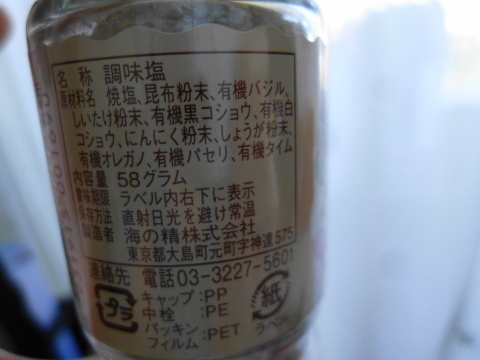 名称 調味塩
原材料名 焼塩、昆布粉末、有機バジル、
しいたけ粉末、有機黒コショウ、有機白
コショウ、にんにく粉末、しょうが粉末、
有機オレガノ、有機パセリ、有機タイム
内容量 58グラム
賞味期限 ラベル内右下に表示
保存方法 直射日光を避け常温
製造者 海の精株式会社
東京都大島町元町字神達575
連絡先 電話03-3227-5601
プラ
キャップ:PP
中栓:PE
パッキン
フィルム:PET
紙
ラベル